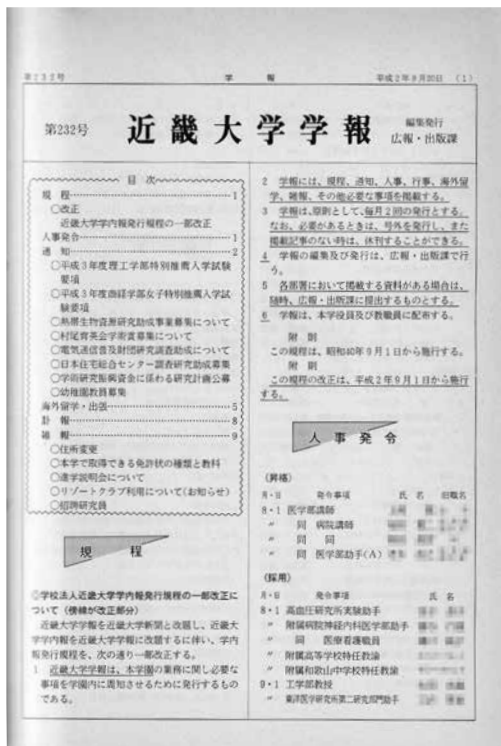 第232号
学報
平成2年9月20日 (1)
第232号
近畿大学学報
編集発行
広報・出版課
目次
規程…1
○改正
近畿大学学内報発行規程の一部改正
人事発令…1
通知…2
○平成3年度理工学部特別推薦入学試験
要項
○平成3年度商経学部女子特別推薦入学試
験要項
○熱帯生物資源研究助成事業募集について
○村尾育英会学術賞募集について
○電気通信普及財団研究調査助成について
○日本住宅総合センター調査研究助成募集
○学術研究振興資金に係わる研究計画公募
○幼稚園教員募集
海外留学・出張…5
訃報…8
雑報…9
○住所変更
○本学で取得できる免許状の種類と教科
○進学説明会について
○リゾートクラブ利用について(お知らせ)
○招聘研究員
規程
◎学校法人近畿大学学内報発行規程の一部改正に
ついて(傍線が改正部分)
近畿大学学報を近畿大学新聞と改題し、近畿大
学学内報を近畿大学学報に改題するに伴い、学内
報発行規程を、次の通り一部改正する。
1 近畿大学学報は、本学園の業務に関し必要な
事項を学園内に周知させるために発行するもの
である。
2 学報には、規程、通知、人事、行事、海外留
学、雑報、その他必要な事項を掲載する。
3 学報は、原則として、毎月2回の発行とする。
なお、必要があるときは、号外を発行し、また
掲載記事のない時は、休刊することができる。
4 学報の編集及び発行は、広報・出版課で行
う。
5 各部署において掲載する資料がある場合は、
随時、広報・出版課に提出するものとする。
6 学報は、本学役員及び教職員に配布する。
附則
この規程は、昭和40年9月1日から施行する。
附則
この規程の改正は、平成2年9月1日から施行
する。
人事発令
(昇格)
月・日 発令事項 氏名 旧職名
8・1 医学部講師
〃 同 病院講師
〃 同 同
〃 同 医学部助手(A)
(採用)
月・日 発令事項 氏名
8・1 高血圧研究所実験助手
〃 附属病院神経内科医学部助手
〃 同 医療看護職員
〃 附属高等学校特任教諭
〃 附属和歌山中学校特任教諭
9・1 工学部教授
〃 東洋医学研究所第二研究部門助手